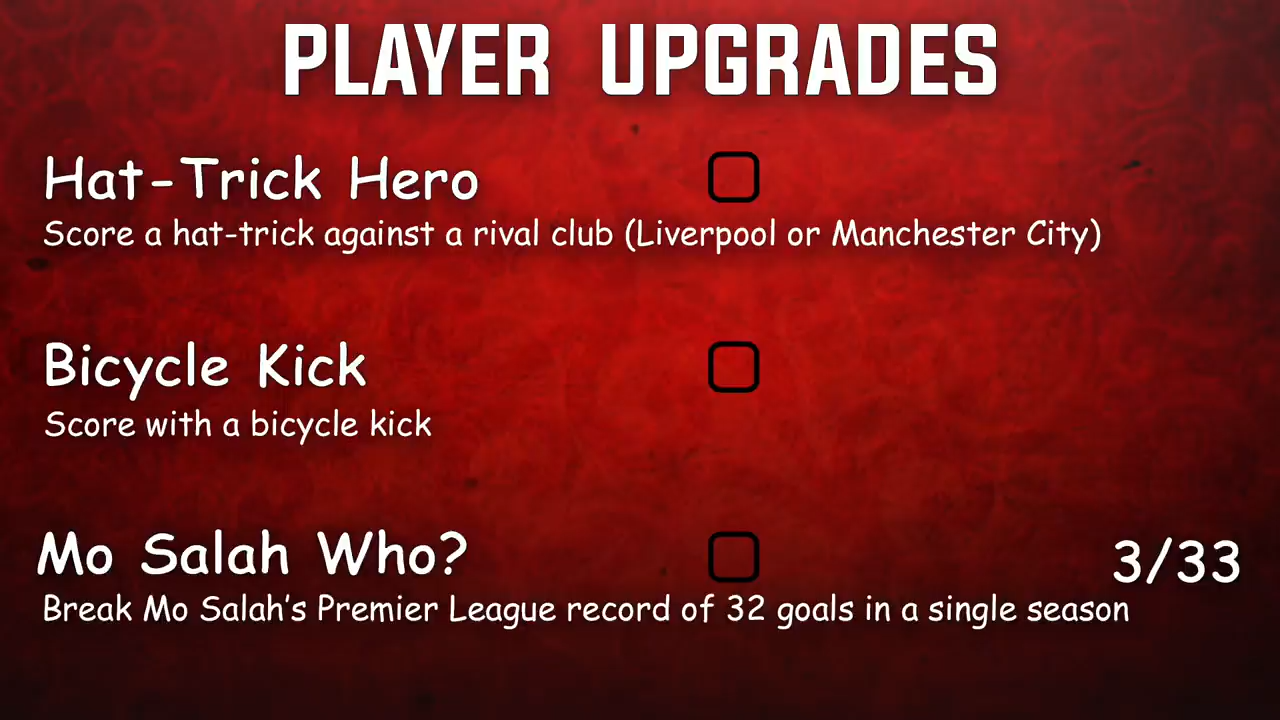 PLAYER UPGRADES
Hat-Trick Hero
Score a hat-trick against a rival club (Liverpool or Manchester City)
Bicycle Kick
Score with a bicycle kick
Mo Salah Who?
3/33
Break Mo Salah's Premier League record of 32 goals in a single season